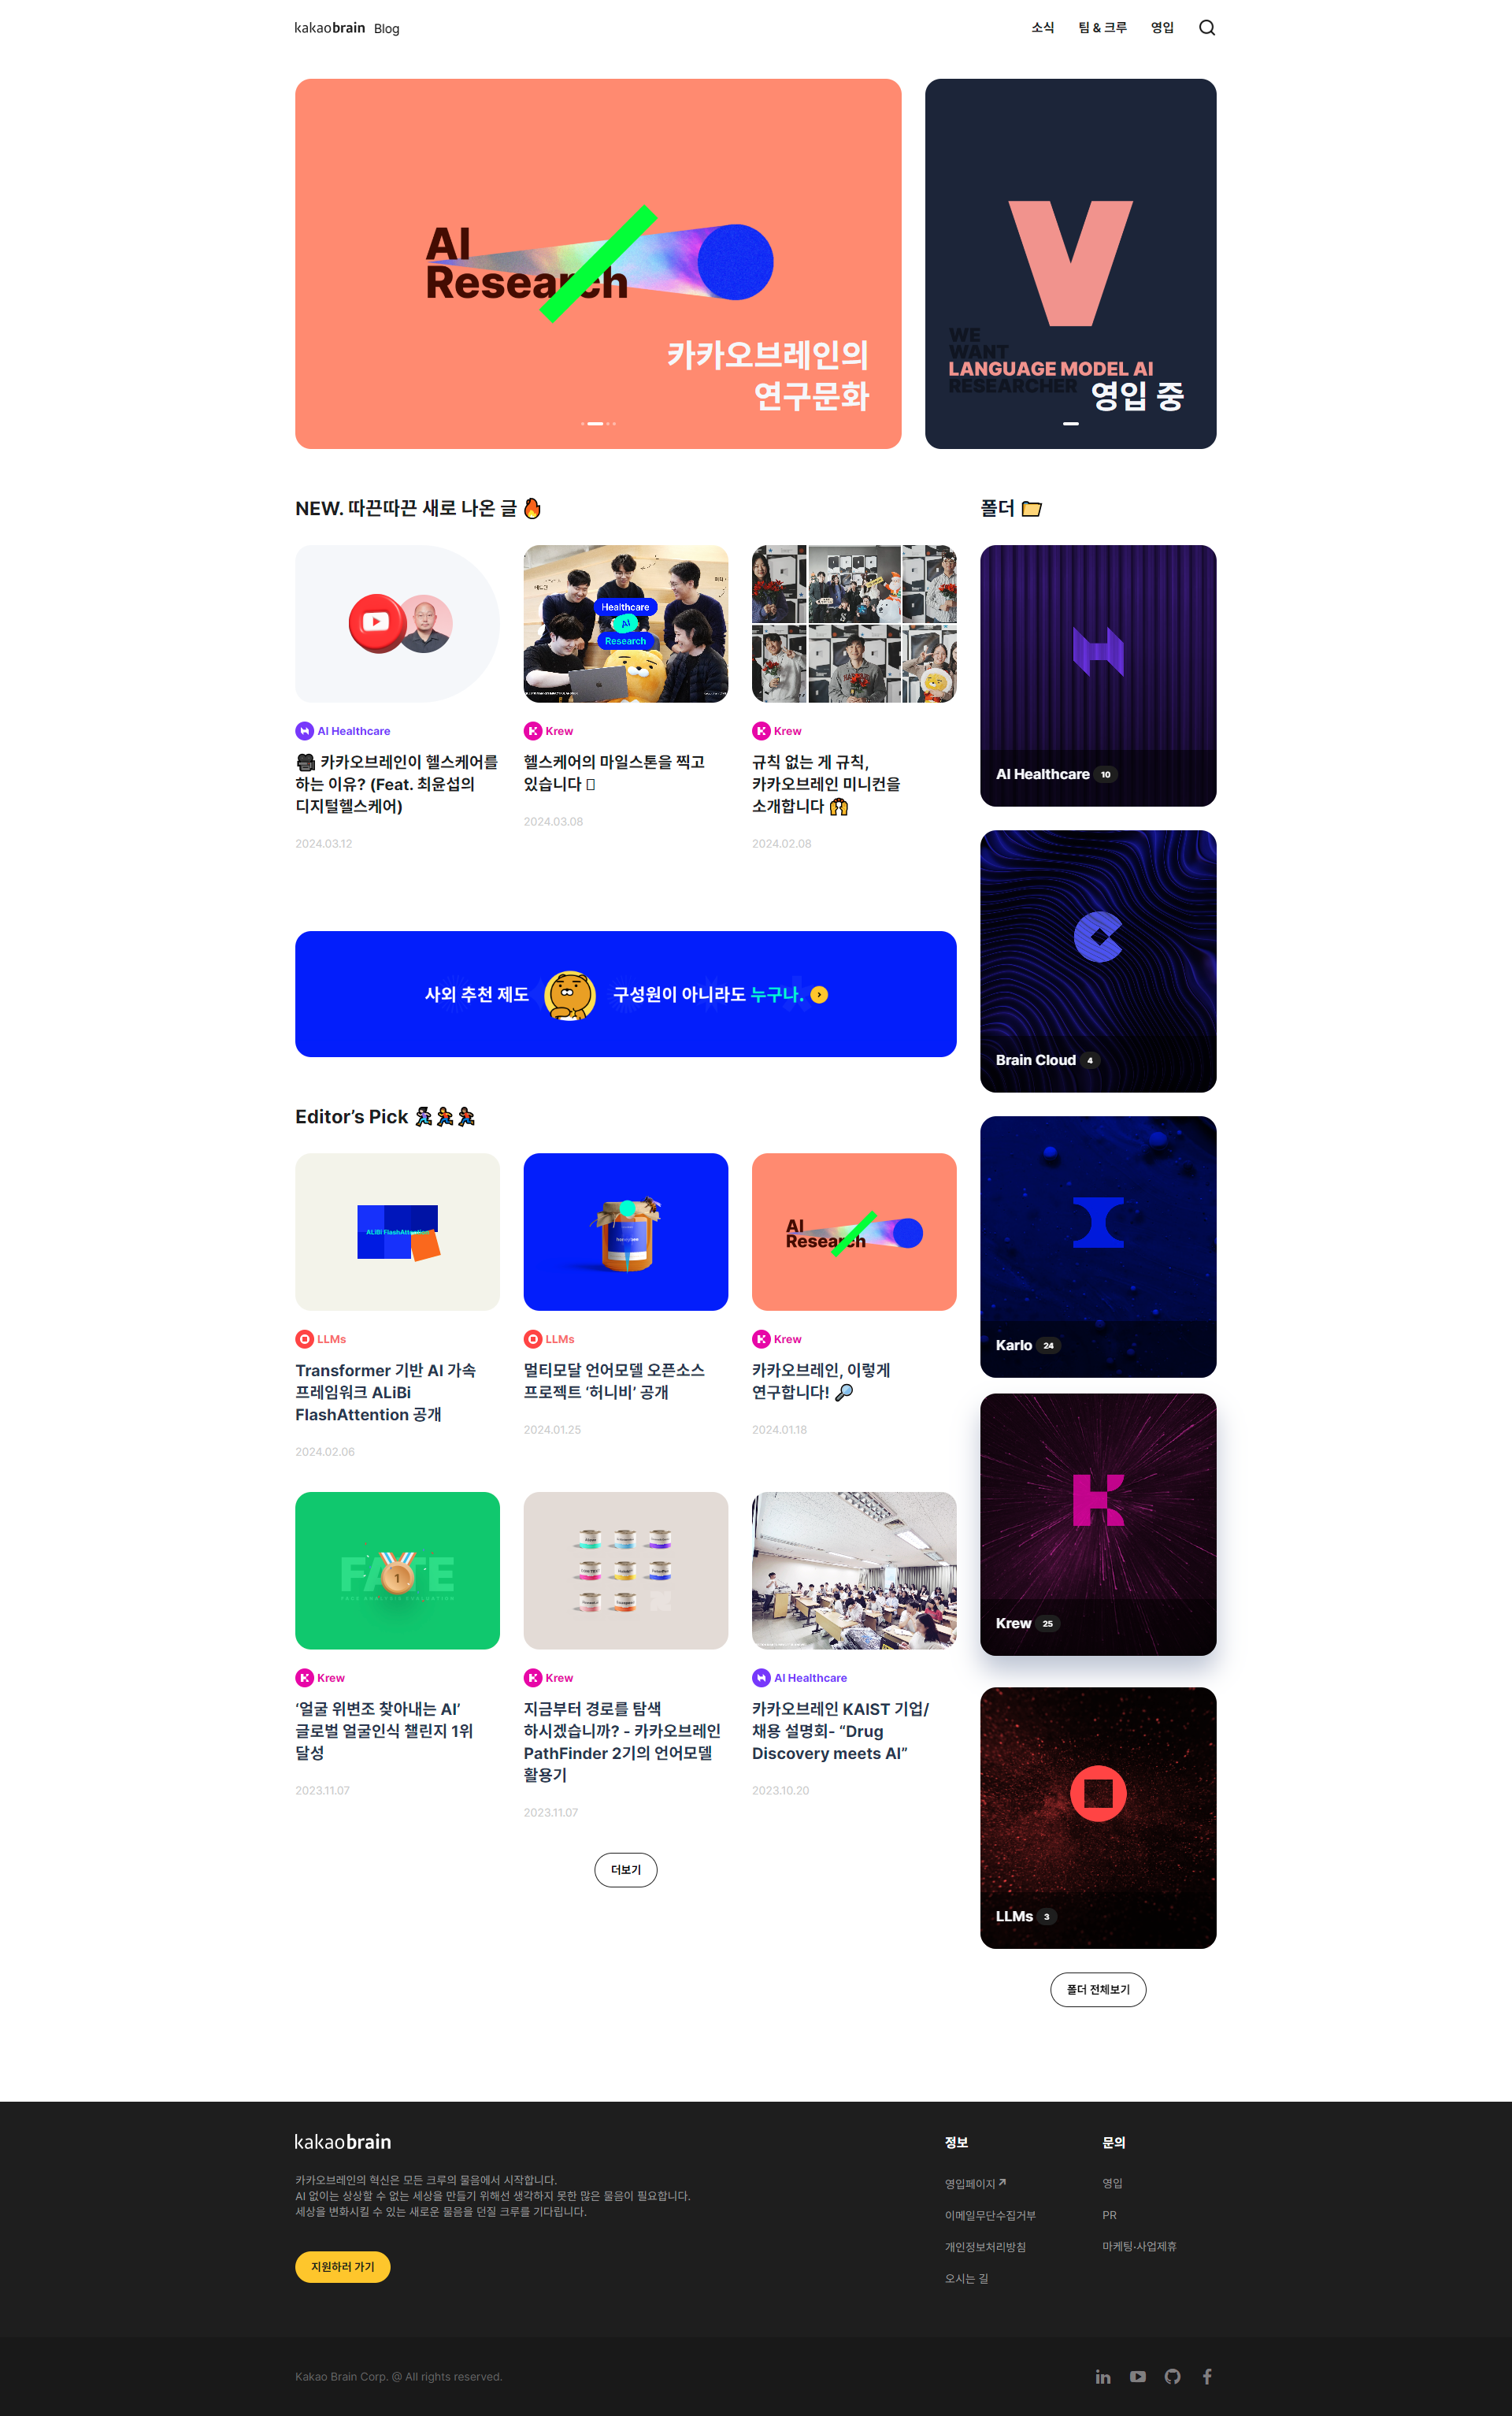 kakaobrain Blog
소식 팀 & 크루 영입
AI
Research
카카오브레인의
연구문화
WE
WANT
LANGUAGE MODEL AI
RESEARCHER
영입 중
NEW. 따끈따끈 새로 나온 글
폴더
Healthcare
AI
Research
AI Healthcare
🎥 카카오브레인이 헬스케어를
하는 이유? (Feat. 최윤섭의
디지털헬스케어)
2024.03.12
Krew
헬스케어의 마일스톤을 찍고
있습니다
2024.03.08
Krew
규칙 없는 게 규칙,
카카오브레인 미니컨을
소개합니다
2024.02.08
AI Healthcare 10
Brain Cloud 4
사외 추천 제도 구성원이 아니라도 누구나.
Editor’s Pick
ALiBi FlashAttention
AI
Research
LLMs
Transformer 기반 AI 가속
프레임워크 ALiBi
FlashAttention 공개
2024.02.06
LLMs
멀티모달 언어모델 오픈소스
프로젝트 ‘허니비’ 공개
2024.01.25
Krew
카카오브레인, 이렇게
연구합니다! 🔎
2024.01.18
Karlo 24
Krew 25
FATE
1
Krew
‘얼굴 위변조 찾아내는 AI’
글로벌 얼굴인식 챌린지 1위
달성
2023.11.07
Krew
지금부터 경로를 탐색
하시겠습니까? - 카카오브레인
PathFinder 2기의 언어모델
활용기
2023.11.07
AI Healthcare
카카오브레인 KAIST 기업/
채용 설명회- “Drug
Discovery meets AI”
2023.10.20
더보기
LLMs 3
폴더 전체보기
kakaobrain
카카오브레인의 혁신은 모든 크루의 물음에서 시작합니다.
AI 없이는 상상할 수 없는 세상을 만들기 위해선 생각하지 못한 많은 물음이 필요합니다.
세상을 변화시킬 수 있는 새로운 물음을 던질 크루를 기다립니다.
지원하러 가기
정보
영입페이지
이메일무단수집거부
개인정보처리방침
오시는 길
문의
영입
PR
마케팅·사업제휴
Kakao Brain Corp. @ All rights reserved.